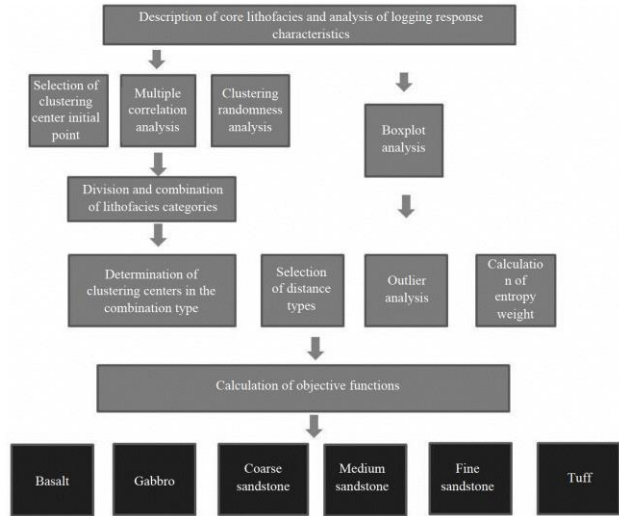 Description of core lithofacies and analysis of logging response
characteristics
Selection of
clustering
center initial
point
Multiple
correlation
analysis
Clustering
randomness
analysis
Boxplot
analysis
Division and combination
of lithofacies categories
Determination of
clustering centers in the
combination type
Selection
of distance
types
Outlier
analysis
Calculatio
n of
entropy
weight
Calculation of objective functions
Basalt
Gabbro
Coarse
sandstone
Medium
sandstone
Fine
sandstone
Tuff